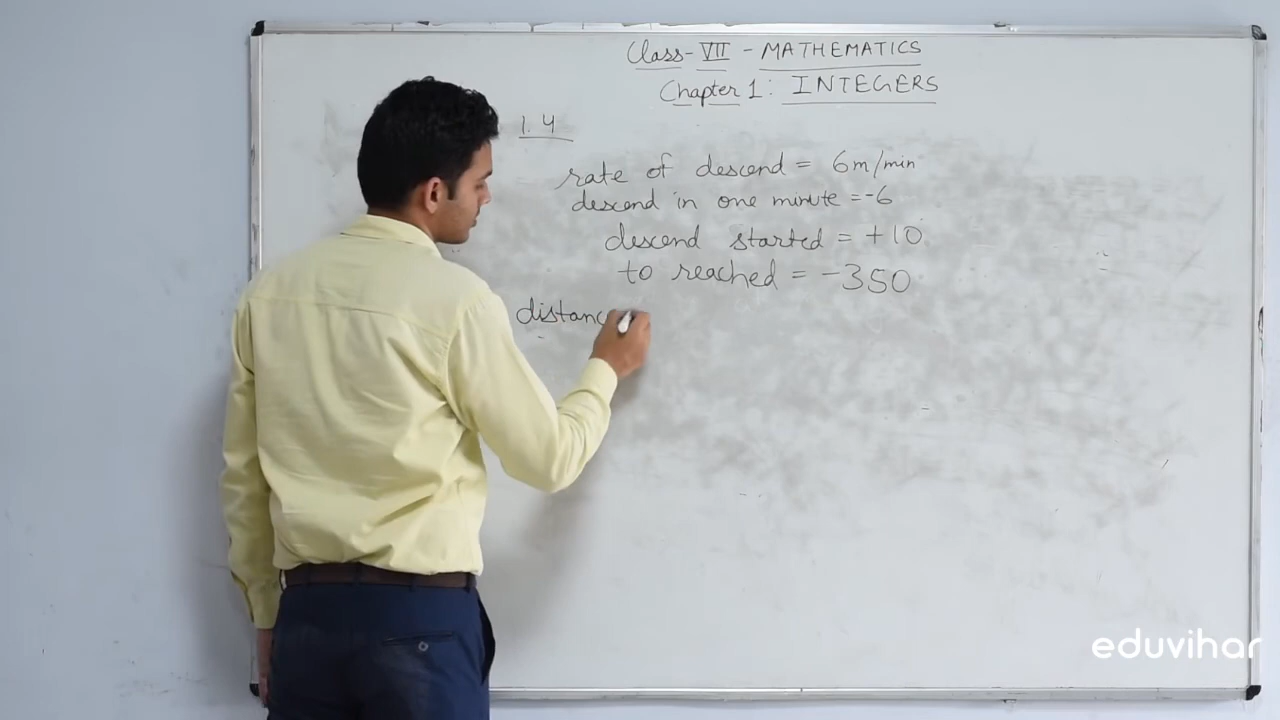 Class-VII - MATHEMATICS
Chapter 1: INTEGERS
1.4
rate of descend = 6m/min
descend in one minute =-6
descend started = +10
to reached = -350
distanc
eduvihar